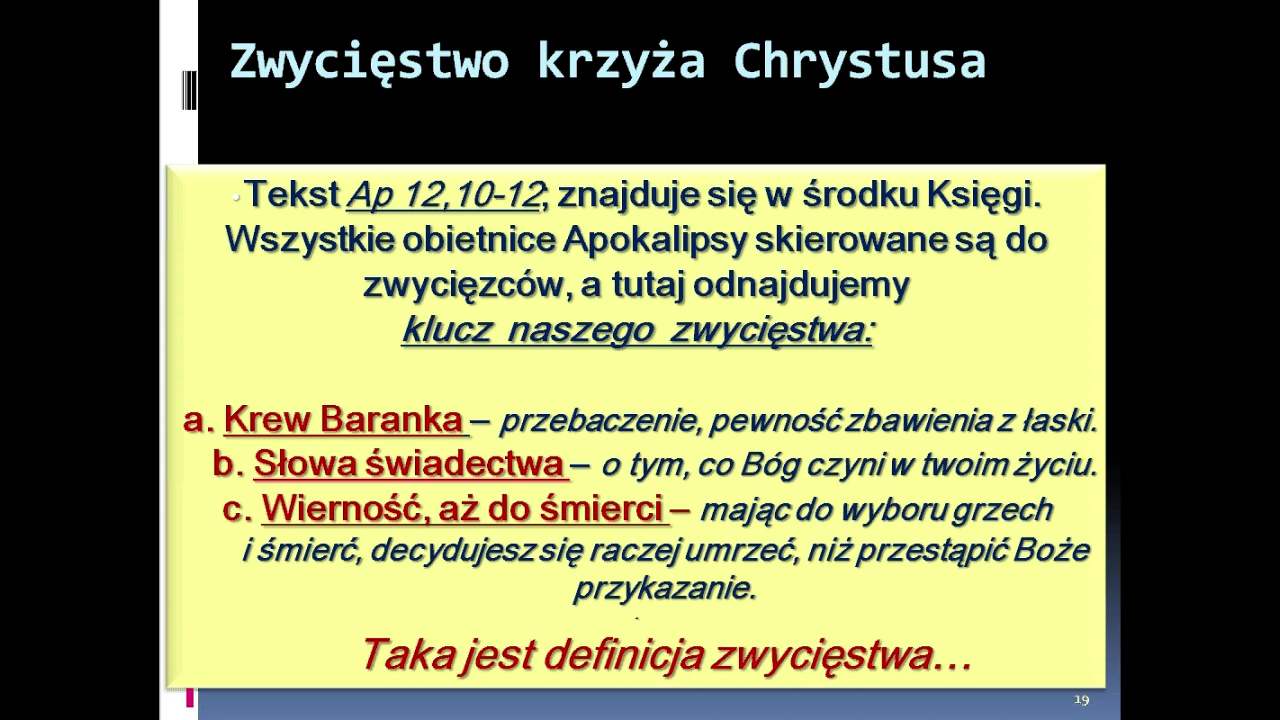 Zwycięstwo krzyża Chrystusa
•Tekst Ap 12,10-12; znajduje się w środku Księgi.
Wszystkie obietnice Apokalipsy skierowane są do
zwycięzców, a tutaj odnajdujemy
klucz naszego zwycięstwa:
a. Krew Baranka – przebaczenie, pewność zbawienia z łaski.
b. Słowa świadectwa – o tym, co Bóg czyni w twoim życiu.
c. Wierność, aż do śmierci – mając do wyboru grzech
i śmierć, decydujesz się raczej umrzeć, niż przestąpić Boże
przykazanie.
Taka jest definicja zwycięstwa…
19